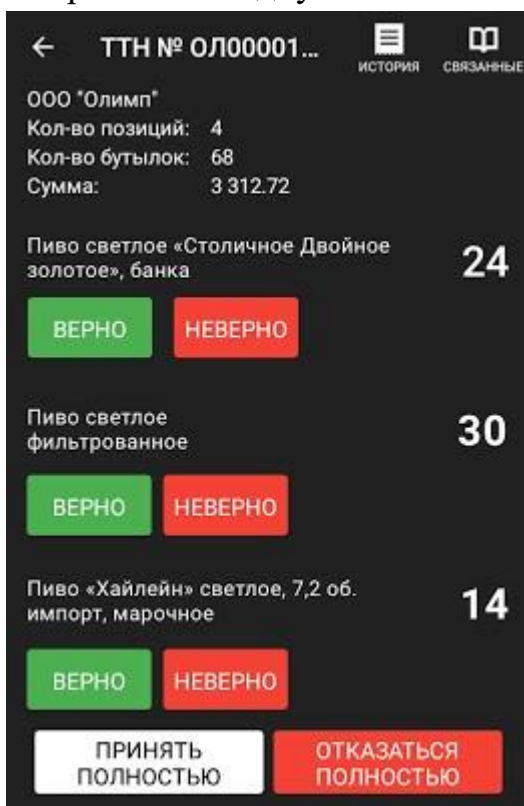 ТТН № ОЛ00001...
ИСТОРИЯ
СВЯЗАННЫЕ
ООО "Олимп"
Кол-во позиций: 4
Кол-во бутылок: 68
Сумма: 3 312.72
Пиво светлое «Столичное Двойное
золотое», банка
24
ВЕРНО НЕВЕРНО
Пиво светлое
фильтрованное
30
ВЕРНО НЕВЕРНО
Пиво «Хайлейн» светлое, 7,2 об.
импорт, марочное
14
ВЕРНО НЕВЕРНО
ПРИНЯТЬ
ПОЛНОСТЬЮ
ОТКАЗАТЬСЯ
ПОЛНОСТЬЮ